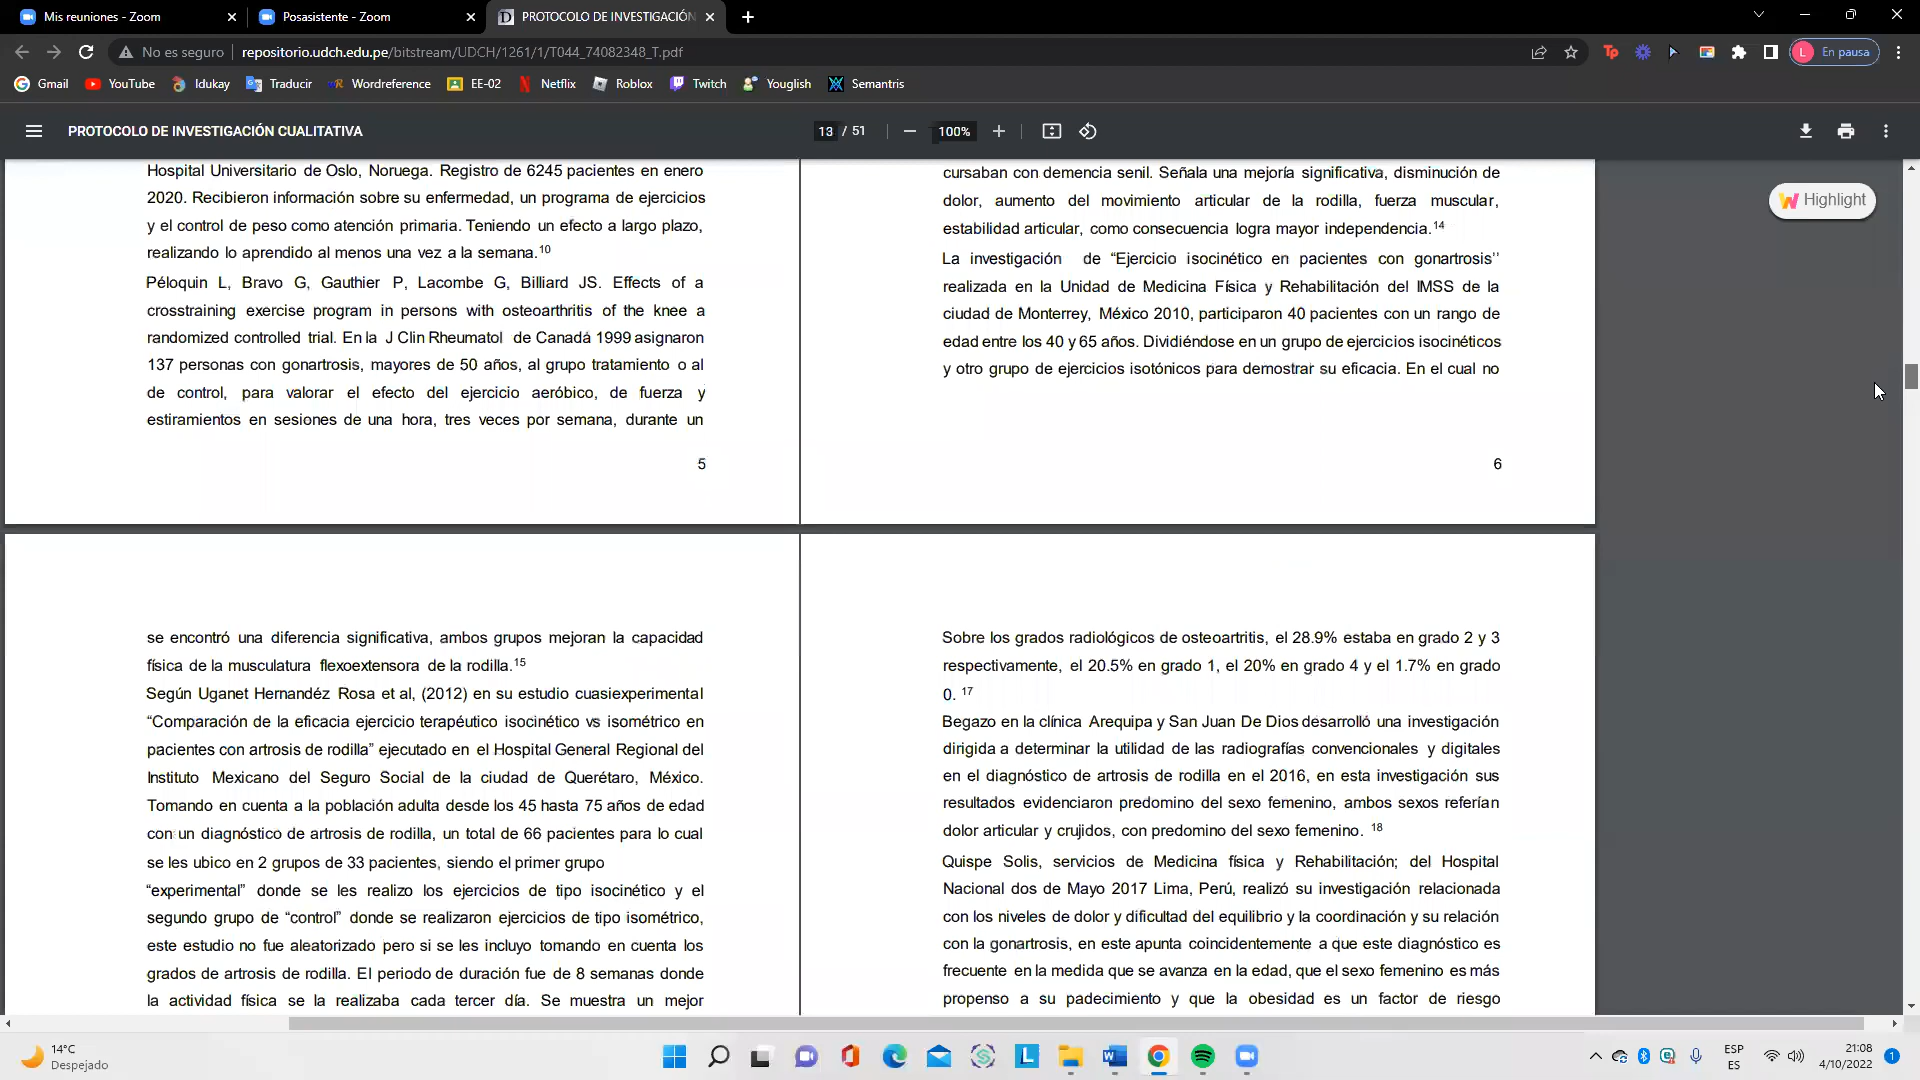 Mis reuniones - Zoom
Posasistente - Zoom
PROTOCOLO DE INVESTIGACIÓN
No es seguro
repositorio.udch.edu.pe/bitstream/UDCH/1261/1/T044_74082348_T.pdf
L En pausa
Gmail
YouTube
Idukay
Traducir
Wordreference
EE-02
Netflix
Roblox
Twitch
Youglish
Semantris
PROTOCOLO DE INVESTIGACIÓN CUALITATIVA
13 / 51
100%
Highlight
Hospital Universitario de Oslo, Noruega. Registro de 6245 pacientes en enero
2020. Recibieron información sobre su enfermedad, un programa de ejercicios
y el control de peso como atención primaria. Teniendo un efecto a largo plazo,
realizando lo aprendido al menos una vez a la semana.10
Péloquin L, Bravo G, Gauthier P, Lacombe G, Billiard JS. Effects of a
crosstraining exercise program in persons with osteoarthritis of the knee a
randomized controlled trial. En la J Clin Rheumatol de Canadá 1999 asignaron
137 personas con gonartrosis, mayores de 50 años, al grupo tratamiento o al
de control, para valorar el efecto del ejercicio aeróbico, de fuerza y
estiramientos en sesiones de una hora, tres veces por semana, durante un
5
cursaban con demencia senil. Señala una mejoría significativa, disminución de
dolor, aumento del movimiento articular de la rodilla, fuerza muscular,
estabilidad articular, como consecuencia logra mayor independencia.14
La investigación de “Ejercicio isocinético en pacientes con gonartrosis’’
realizada en la Unidad de Medicina Física y Rehabilitación del IMSS de la
ciudad de Monterrey, México 2010, participaron 40 pacientes con un rango de
edad entre los 40 y 65 años. Dividiéndose en un grupo de ejercicios isocinéticos
y otro grupo de ejercicios isotónicos para demostrar su eficacia. En el cual no
6
se encontró una diferencia significativa, ambos grupos mejoran la capacidad
física de la musculatura flexoextensora de la rodilla.15
Según Uganet Hernandéz Rosa et al, (2012) en su estudio cuasiexperimental
“Comparación de la eficacia ejercicio terapéutico isocinético vs isométrico en
pacientes con artrosis de rodilla” ejecutado en el Hospital General Regional del
Instituto Mexicano del Seguro Social de la ciudad de Querétaro, México.
Tomando en cuenta a la población adulta desde los 45 hasta 75 años de edad
con un diagnóstico de artrosis de rodilla, un total de 66 pacientes para lo cual
se les ubico en 2 grupos de 33 pacientes, siendo el primer grupo
“experimental” donde se les realizo los ejercicios de tipo isocinético y el
segundo grupo de “control” donde se realizaron ejercicios de tipo isométrico,
este estudio no fue aleatorizado pero si se les incluyo tomando en cuenta los
grados de artrosis de rodilla. El periodo de duración fue de 8 semanas donde
la actividad física se la realizaba cada tercer día. Se muestra un mejor
Sobre los grados radiológicos de osteoartritis, el 28.9% estaba en grado 2 y 3
respectivamente, el 20.5% en grado 1, el 20% en grado 4 y el 1.7% en grado
0. 17
Begazo en la clínica Arequipa y San Juan De Dios desarrolló una investigación
dirigida a determinar la utilidad de las radiografías convencionales y digitales
en el diagnóstico de artrosis de rodilla en el 2016, en esta investigación sus
resultados evidenciaron predomino del sexo femenino, ambos sexos referían
dolor articular y crujidos, con predomino del sexo femenino. 18
Quispe Solis, servicios de Medicina física y Rehabilitación; del Hospital
Nacional dos de Mayo 2017 Lima, Perú, realizó su investigación relacionada
con los niveles de dolor y dificultad del equilibrio y la coordinación y su relación
con la gonartrosis, en este apunta coincidentemente a que este diagnóstico es
frecuente en la medida que se avanza en la edad, que el sexo femenino es más
propenso a su padecimiento y que la obesidad es un factor de riesgo
14°C
Despejado
ESP
ES
21:08
4/10/2022
1